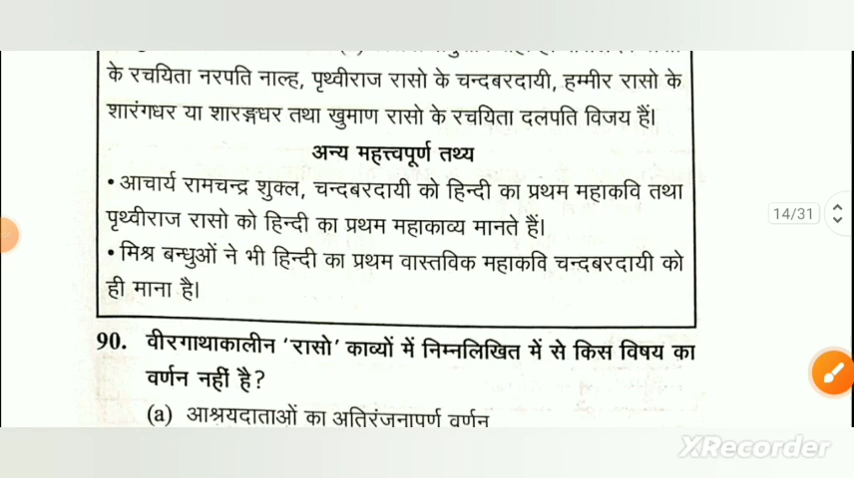 के रचयिता नरपति नाल्ह, पृथ्वीराज रासो के चन्दबरदायी, हम्मीर रासो के
शारंगधर या शारङ्गधर तथा खुमाण रासो के रचयिता दलपति विजय हैं।
अन्य महत्त्वपूर्ण तथ्य
• आचार्य रामचन्द्र शुक्ल, चन्दबरदायी को हिन्दी का प्रथम महाकवि तथा
पृथ्वीराज रासो को हिन्दी का प्रथम महाकाव्य मानते हैं।
14/31
• मिश्र बन्धुओं ने भी हिन्दी का प्रथम वास्तविक महाकवि चन्दबरदायी को
ही माना है।
90. वीरगाथाकालीन ‘रासो’ काव्यों में निम्नलिखित में से किस विषय का
वर्णन नहीं है?
(a) आश्रयदाताओं का अतिरंजनापूर्ण वर्णन
XRecorder